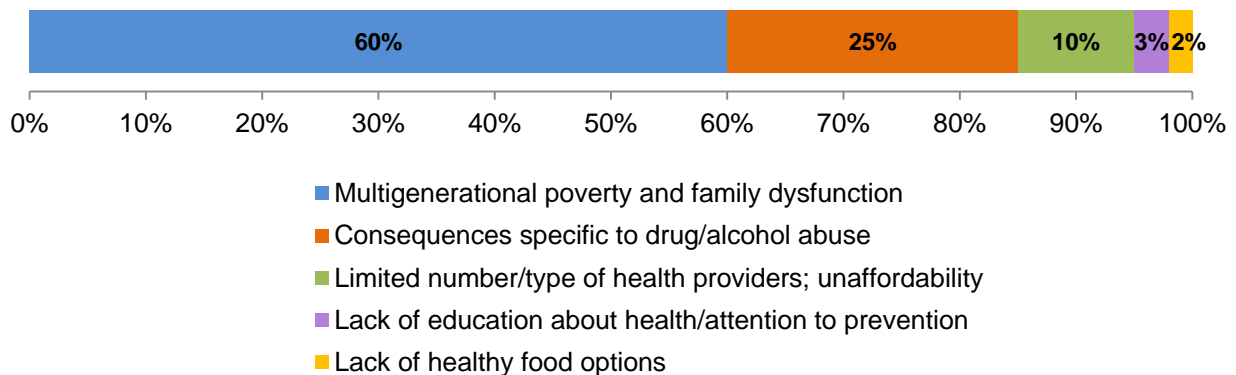 60% 25% 10% 3% 2%
0% 10% 20% 30% 40% 50% 60% 70% 80% 90% 100%
Multigenerational poverty and family dysfunction
Consequences specific to drug/alcohol abuse
Limited number/type of health providers; unaffordability
Lack of education about health/attention to prevention
Lack of healthy food options